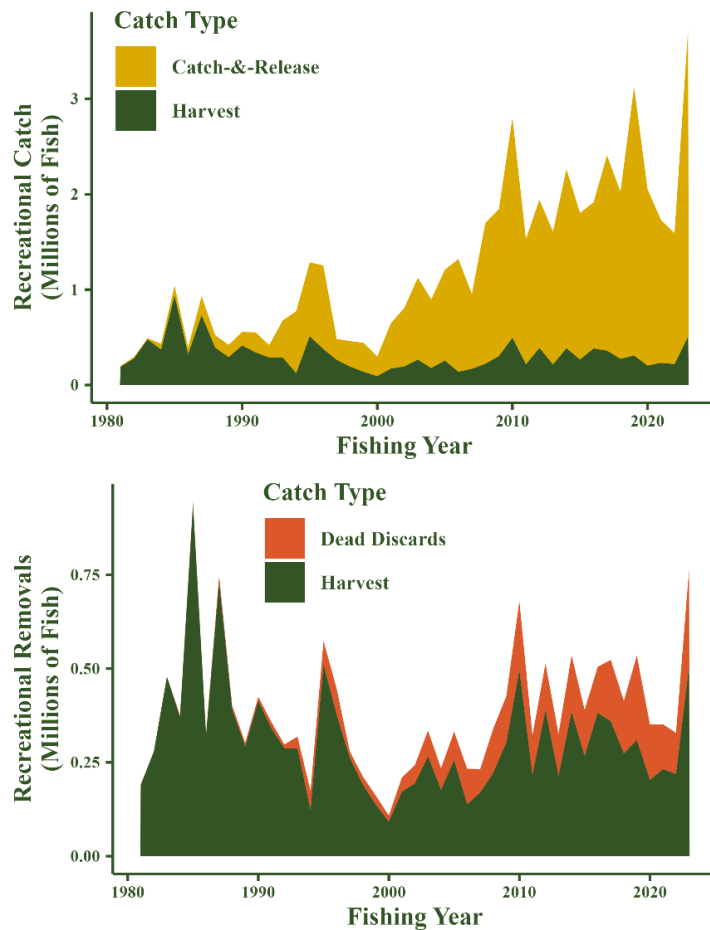 Catch Type
Catch-&-Release
Harvest
Recreational Catch
(Millions of Fish)
3
2
1
0
1980
1990
2000
2010
2020
Fishing Year
Catch Type
Dead Discards
Harvest
Recreational Removals
(Millions of Fish)
0.75
0.50
0.25
0.00
1980
1990
2000
2010
2020
Fishing Year